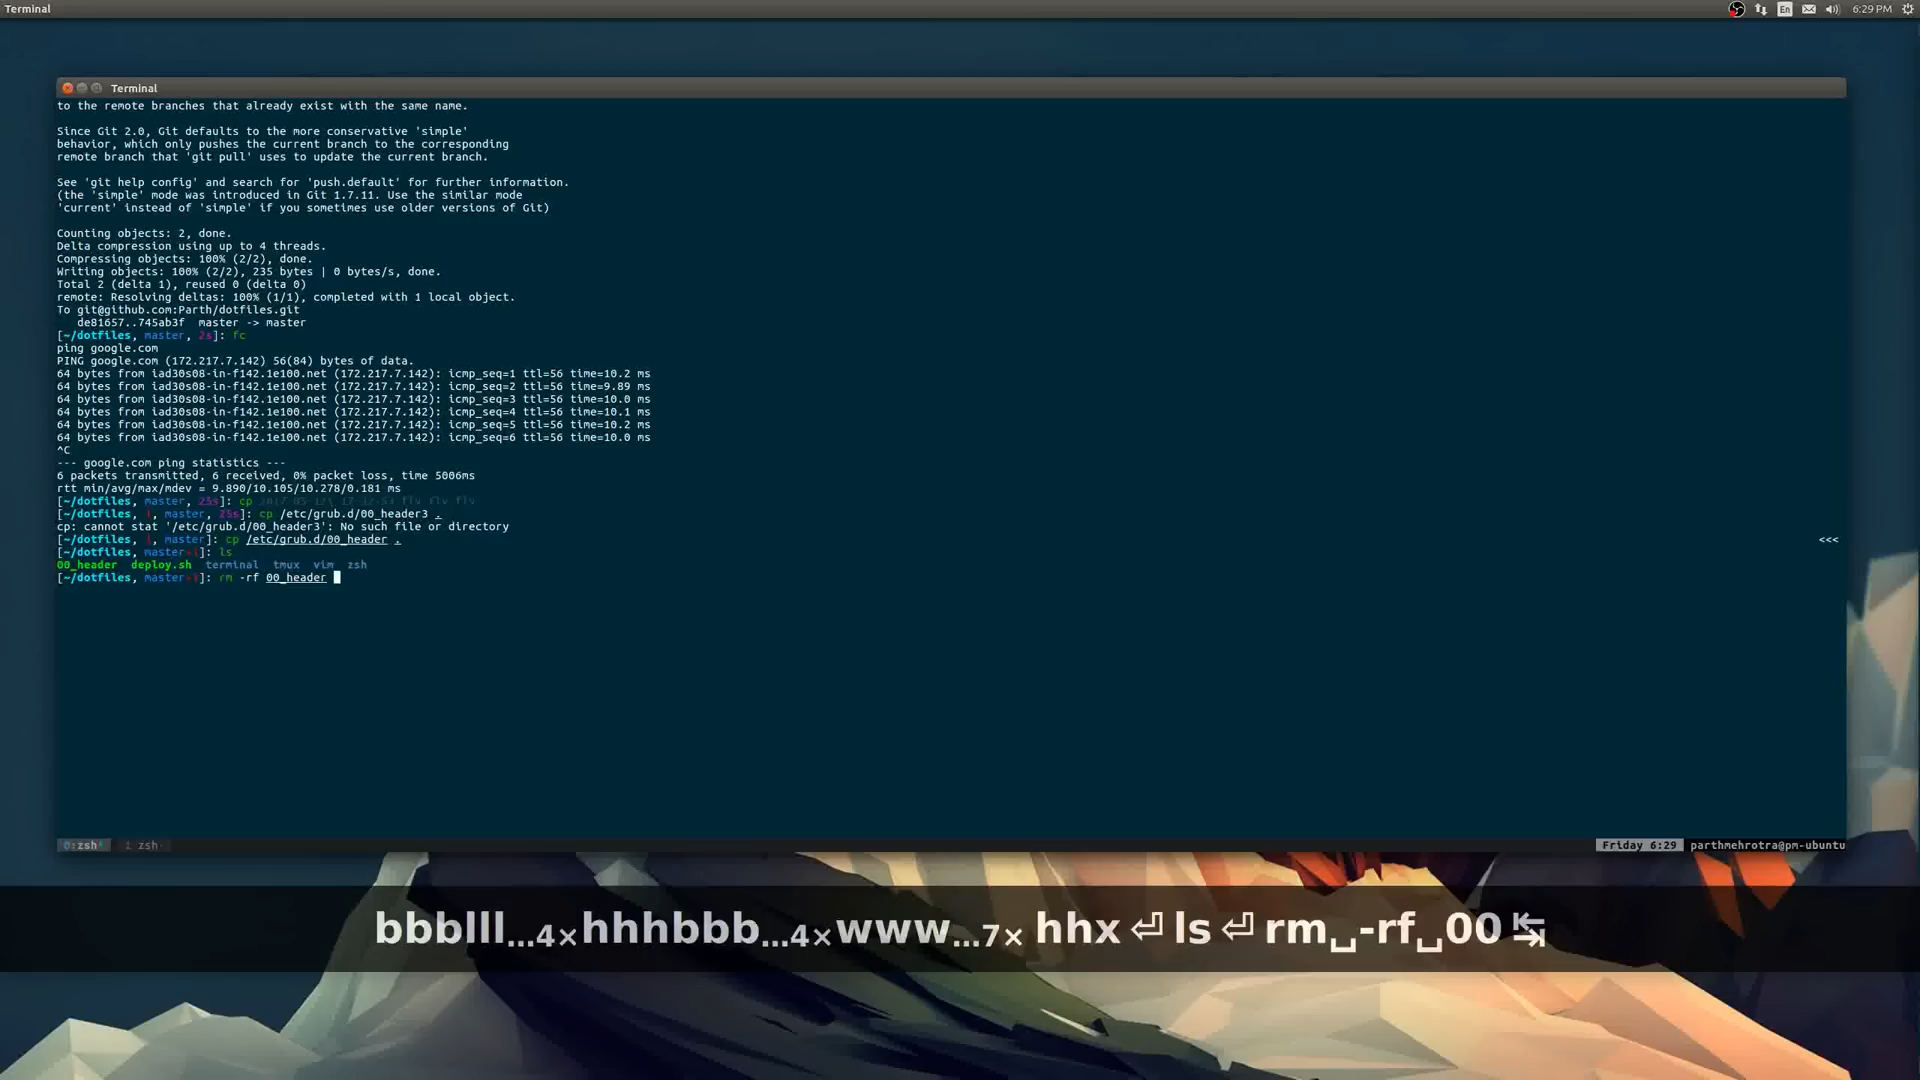 Terminal
En
6:29 PM
Terminal
to the remote branches that already exist with the same name.
Since Git 2.0, Git defaults to the more conservative 'simple'
behavior, which only pushes the current branch to the corresponding
remote branch that 'git pull' uses to update the current branch.
See 'git help config' and search for 'push.default' for further information.
(the 'simple' mode was introduced in Git 1.7.11. Use the similar mode
'current' instead of 'simple' if you sometimes use older versions of Git)
Counting objects: 2, done.
Delta compression using up to 4 threads.
Compressing objects: 100% (2/2), done.
Writing objects: 100% (2/2), 235 bytes | 0 bytes/s, done.
Total 2 (delta 1), reused 0 (delta 0)
remote: Resolving deltas: 100% (1/1), completed with 1 local object.
To git@github.com:Parth/dotfiles.git
de81657..745ab3f  master -> master
[~/dotfiles, master, 2s]: fc
ping google.com
PING google.com (172.217.7.142) 56(84) bytes of data.
64 bytes from iad30s08-in-f142.1e100.net (172.217.7.142): icmp_seq=1 ttl=56 time=10.2 ms
64 bytes from iad30s08-in-f142.1e100.net (172.217.7.142): icmp_seq=2 ttl=56 time=9.89 ms
64 bytes from iad30s08-in-f142.1e100.net (172.217.7.142): icmp_seq=3 ttl=56 time=10.0 ms
64 bytes from iad30s08-in-f142.1e100.net (172.217.7.142): icmp_seq=4 ttl=56 time=10.1 ms
64 bytes from iad30s08-in-f142.1e100.net (172.217.7.142): icmp_seq=5 ttl=56 time=10.2 ms
64 bytes from iad30s08-in-f142.1e100.net (172.217.7.142): icmp_seq=6 ttl=56 time=10.0 ms
^C
--- google.com ping statistics ---
6 packets transmitted, 6 received, 0% packet loss, time 5006ms
rtt min/avg/max/mdev = 9.890/10.105/10.278/0.181 ms
[~/dotfiles, master, 25s]: cp
[~/dotfiles, !, master, 25s]: cp /etc/grub.d/00_header3 .
cp: cannot stat '/etc/grub.d/00_header3': No such file or directory
[~/dotfiles, !, master]: cp /etc/grub.d/00_header . <<<
[~/dotfiles, master+!]: ls
00_header  deploy.sh  terminal  tmux  vim  zsh
[~/dotfiles, master+!]: rm -rf 00_header
0:zsh* 1 zsh- Friday 6:29 parthmehrotra@pm-ubuntu
bbblll...4×hhhbbb...4×www...7× hhx⏎ls⏎rm␣-rf␣00↹